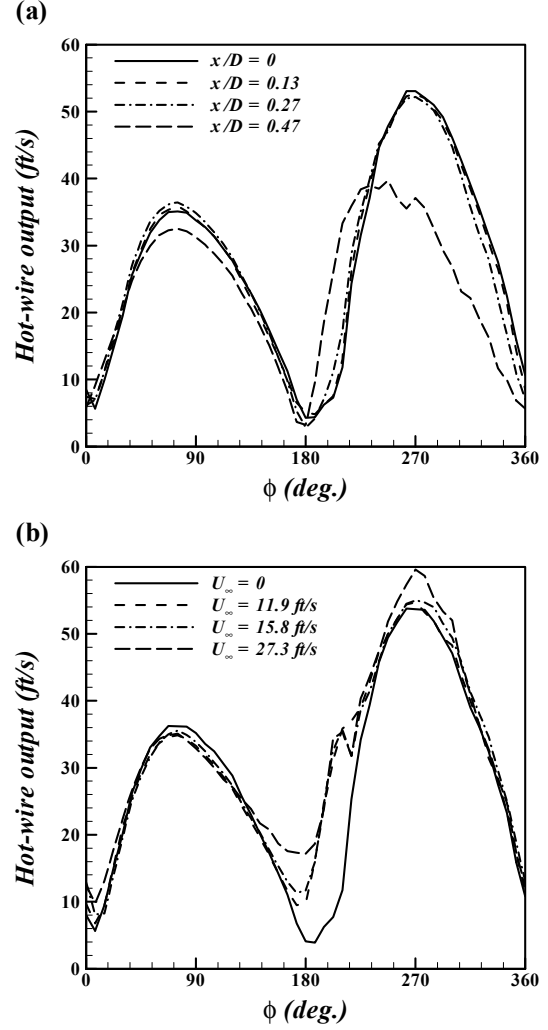 (a)
60
50
40
30
20
10
0
Hot-wire output (ft/s)
x/D = 0
x/D = 0.13
x/D = 0.27
x/D = 0.47
0 90 180 270 360
ϕ (deg.)
(b)
60
50
40
30
20
10
0
Hot-wire output (ft/s)
U∞ = 0
U∞ = 11.9 ft/s
U∞ = 15.8 ft/s
U∞ = 27.3 ft/s
0 90 180 270 360
ϕ (deg.)